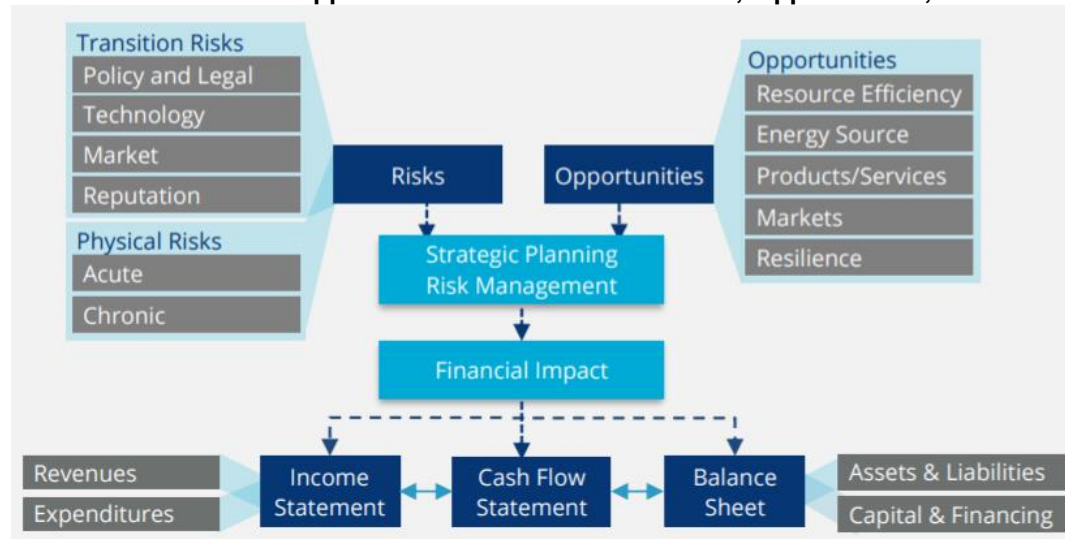 Transition Risks
Policy and Legal
Technology
Market
Reputation
Physical Risks
Acute
Chronic
Risks
Opportunities
Opportunities
Resource Efficiency
Energy Source
Products/Services
Markets
Resilience
Strategic Planning
Risk Management
Financial Impact
Revenues
Expenditures
Income
Statement
Cash Flow
Statement
Balance
Sheet
Assets & Liabilities
Capital & Financing